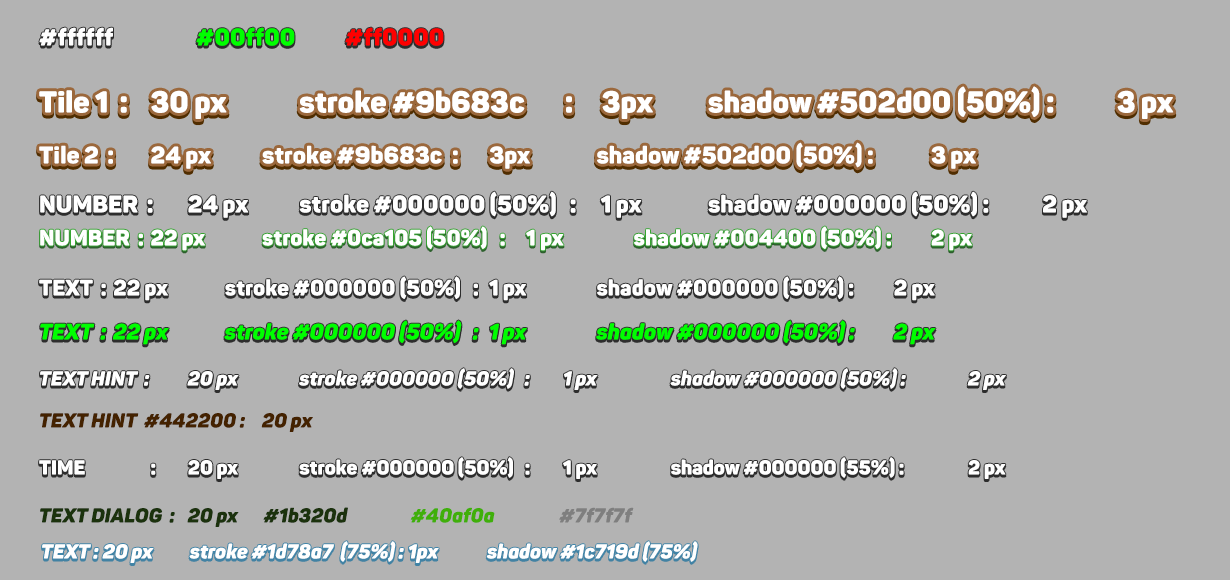 #ffffff #00ff00 #ff0000
Tile 1 : 30 px stroke #9b683c : 3px shadow #502d00 (50%) : 3 px
Tile 2 : 24 px stroke #9b683c : 3px shadow #502d00 (50%) : 3 px
NUMBER : 24 px stroke #000000 (50%) : 1 px shadow #000000 (50%) : 2 px
NUMBER : 22 px stroke #0ca105 (50%) : 1 px shadow #004400 (50%) : 2 px
TEXT : 22 px stroke #000000 (50%) : 1 px shadow #000000 (50%) : 2 px
TEXT : 22 px stroke #000000 (50%) : 1 px shadow #000000 (50%) : 2 px
TEXT HINT : 20 px stroke #000000 (50%) : 1 px shadow #000000 (50%) : 2 px
TEXT HINT #442200 : 20 px
TIME : 20 px stroke #000000 (50%) : 1 px shadow #000000 (55%) : 2 px
TEXT DIALOG : 20 px #1b320d #40af0a #7f7f7f
TEXT : 20 px stroke #1d78a7 (75%) : 1px shadow #1c719d (75%)